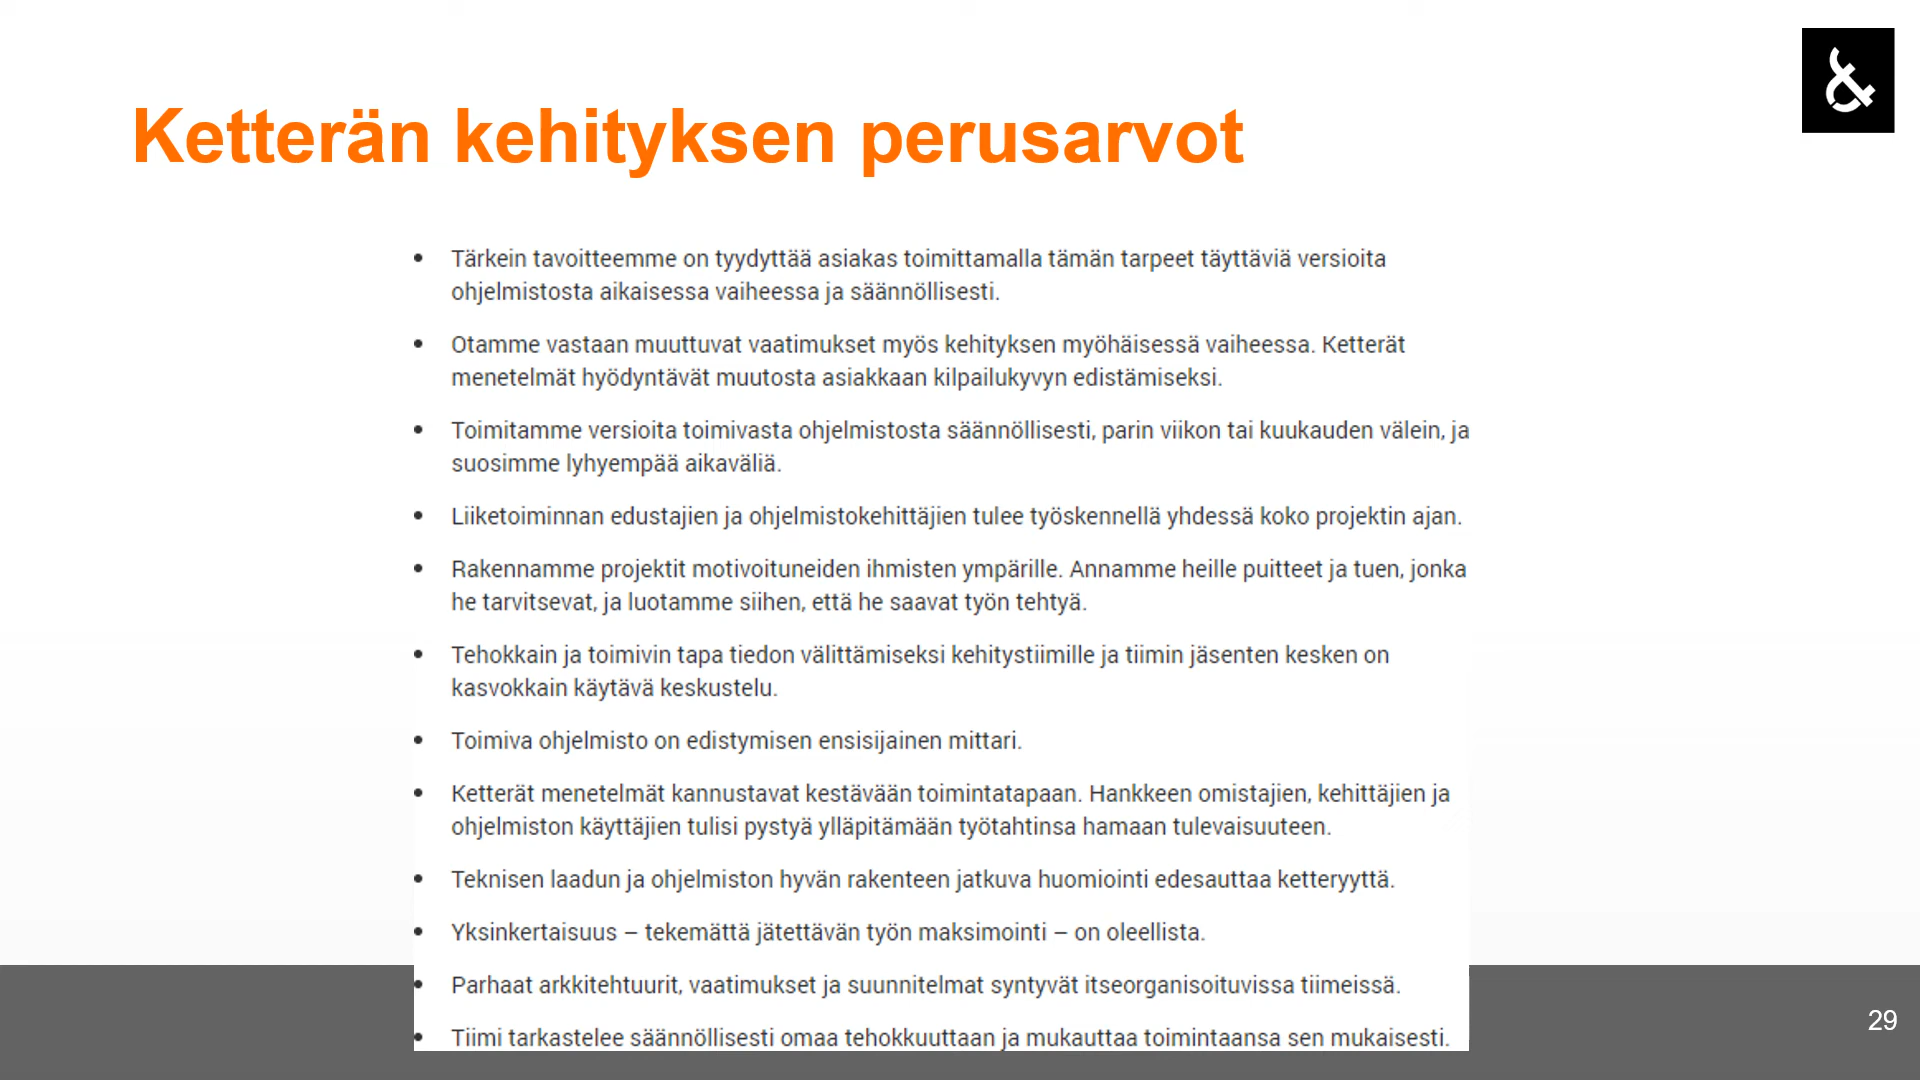 &
Ketterän kehityksen perusarvot
• Tärkein tavoitteemme on tyydyttää asiakas toimittamalla tämän tarpeet täyttäviä versioita
ohjelmistosta aikaisessa vaiheessa ja säännöllisesti.
• Otamme vastaan muuttuvat vaatimukset myös kehityksen myöhäisessä vaiheessa. Ketterät
menetelmät hyödyntävät muutosta asiakkaan kilpailukyvyn edistämiseksi.
• Toimitamme versioita toimivasta ohjelmistosta säännöllisesti, parin viikon tai kuukauden välein, ja
suosimme lyhyempää aikaväliä.
• Liiketoiminnan edustajien ja ohjelmistokehittäjien tulee työskennellä yhdessä koko projektin ajan.
• Rakennamme projektit motivoituneiden ihmisten ympärille. Annamme heille puitteet ja tuen, jonka
he tarvitsevat, ja luotamme siihen, että he saavat työn tehtyä.
• Tehokkain ja toimivin tapa tiedon välittämiseksi kehitystiimille ja tiimin jäsenten kesken on
kasvokkain käytävä keskustelu.
• Toimiva ohjelmisto on edistymisen ensisijainen mittari.
• Ketterät menetelmät kannustavat kestävään toimintatapaan. Hankkeen omistajien, kehittäjien ja
ohjelmiston käyttäjien tulisi pystyä ylläpitämään työtahtinsa hamaan tulevaisuuteen.
• Teknisen laadun ja ohjelmiston hyvän rakenteen jatkuva huomiointi edesauttaa ketteryyttä.
• Yksinkertaisuus – tekemättä jätettävän työn maksimointi – on oleellista.
• Parhaat arkkitehtuurit, vaatimukset ja suunnitelmat syntyvät itseorganisoituvissa tiimeissä.
• Tiimi tarkastelee säännöllisesti omaa tehokkuuttaan ja mukauttaa toimintaansa sen mukaisesti.
29